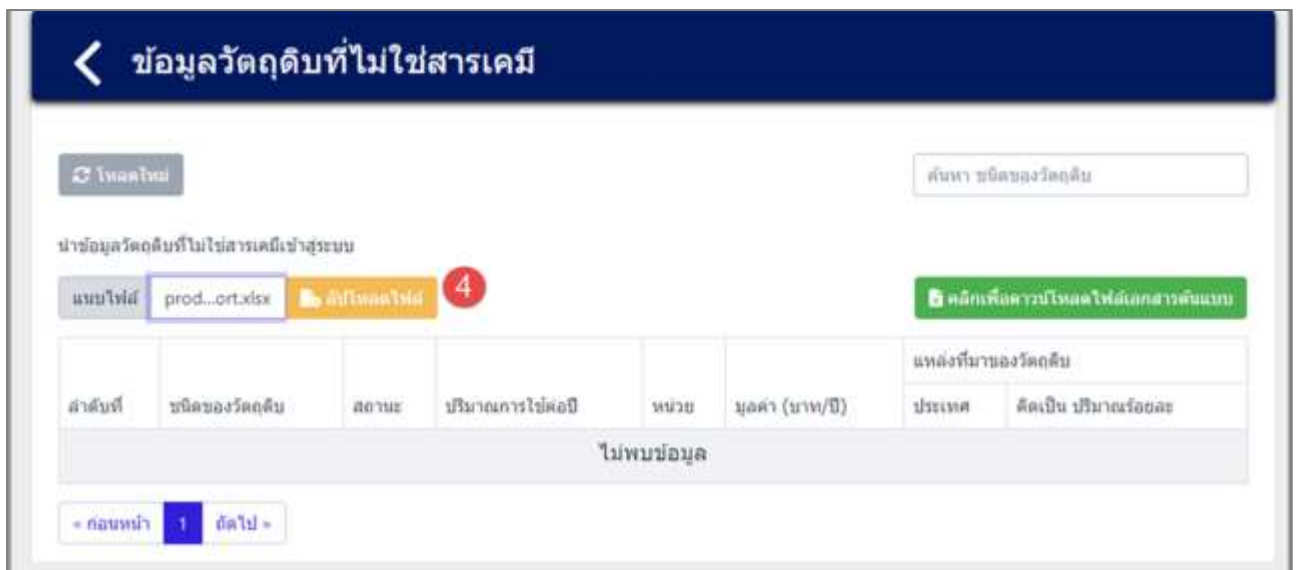 ข้อมูลวัตถุดิบที่ไม่ใช่สารเคมี
โหลดใหม่
ค้นหา ชนิดของวัตถุดิบ
นำข้อมูลวัตถุดิบที่ไม่ใช่สารเคมีเข้าสู่ระบบ
แนบไฟล์ prod...ort.xlsx อัปโหลดไฟล์ 4 คลิกเพื่อดาวน์โหลดไฟล์เอกสารต้นแบบ
แหล่งที่มาของวัตถุดิบ
ลำดับที่ ชนิดของวัตถุดิบ สถานะ ปริมาณการใช้ต่อปี หน่วย มูลค่า (บาท/ปี) ประเทศ คิดเป็น ปริมาณร้อยละ
ไม่พบข้อมูล
« ก่อนหน้า 1 ถัดไป »